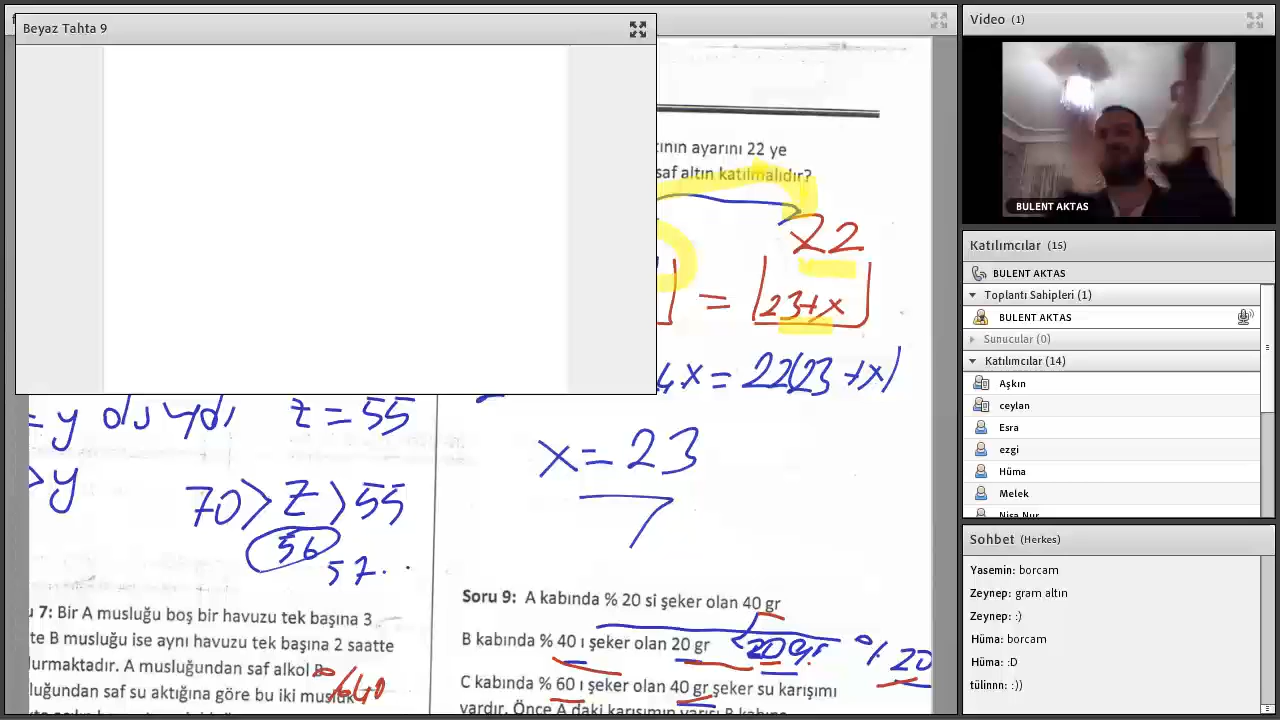 Beyaz Tahta 9
ının ayarını 22 ye
saf altın katılmalıdır?
22
= 23+x
x = 22(23+x)
= y z = 55
>y
70 > z > 55
56
57..
x = 23
u 7: Bir A musluğu boş bir havuzu tek başına 3
te B musluğu ise aynı havuzu tek başına 2 saatte
lurmaktadır. A musluğundan saf alkol B
luğundan saf su aktığına göre bu iki musluk
%40
Soru 9: A kabında % 20 si şeker olan 40 gr
B kabında % 40 ı şeker olan 20 gr
20 gr % 20
C kabında % 60 ı şeker olan 40 gr şeker su karışımı
vardır. Önce A daki karışımın yarısı B kabına
Video (1)
BULENT AKTAS
Katılımcılar (15)
BULENT AKTAS
Toplantı Sahipleri (1)
BULENT AKTAS
Sunucular (0)
Katılımcılar (14)
Aşkın
ceylan
Esra
ezgi
Hüma
Melek
Nisa Nur
Sohbet (Herkes)
Yasemin: borcam
Zeynep: gram altın
Zeynep: :)
Hüma: borcam
Hüma: :D
tülinnn: :))